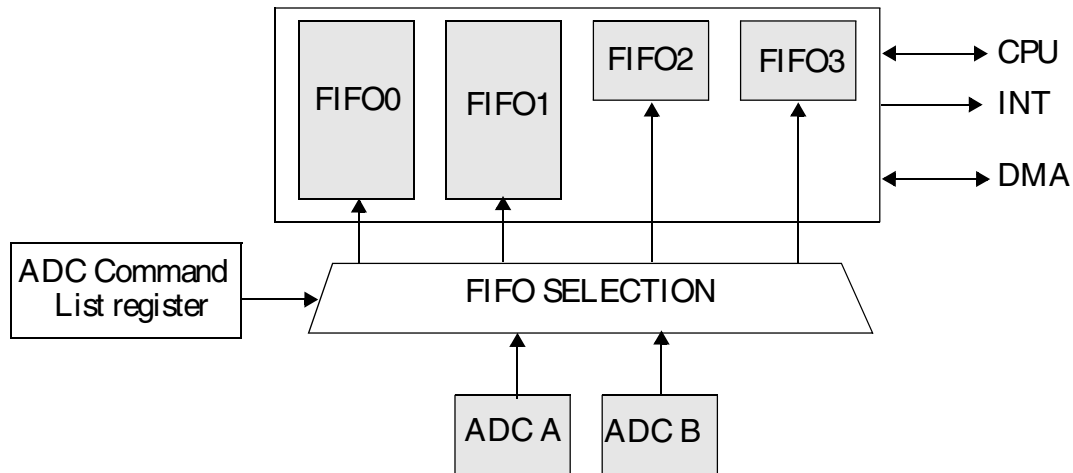 FIFO0
FIFO1
FIFO2
FIFO3
CPU
INT
DMA
ADC Command
List register
FIFO SELECTION
ADC A
ADC B